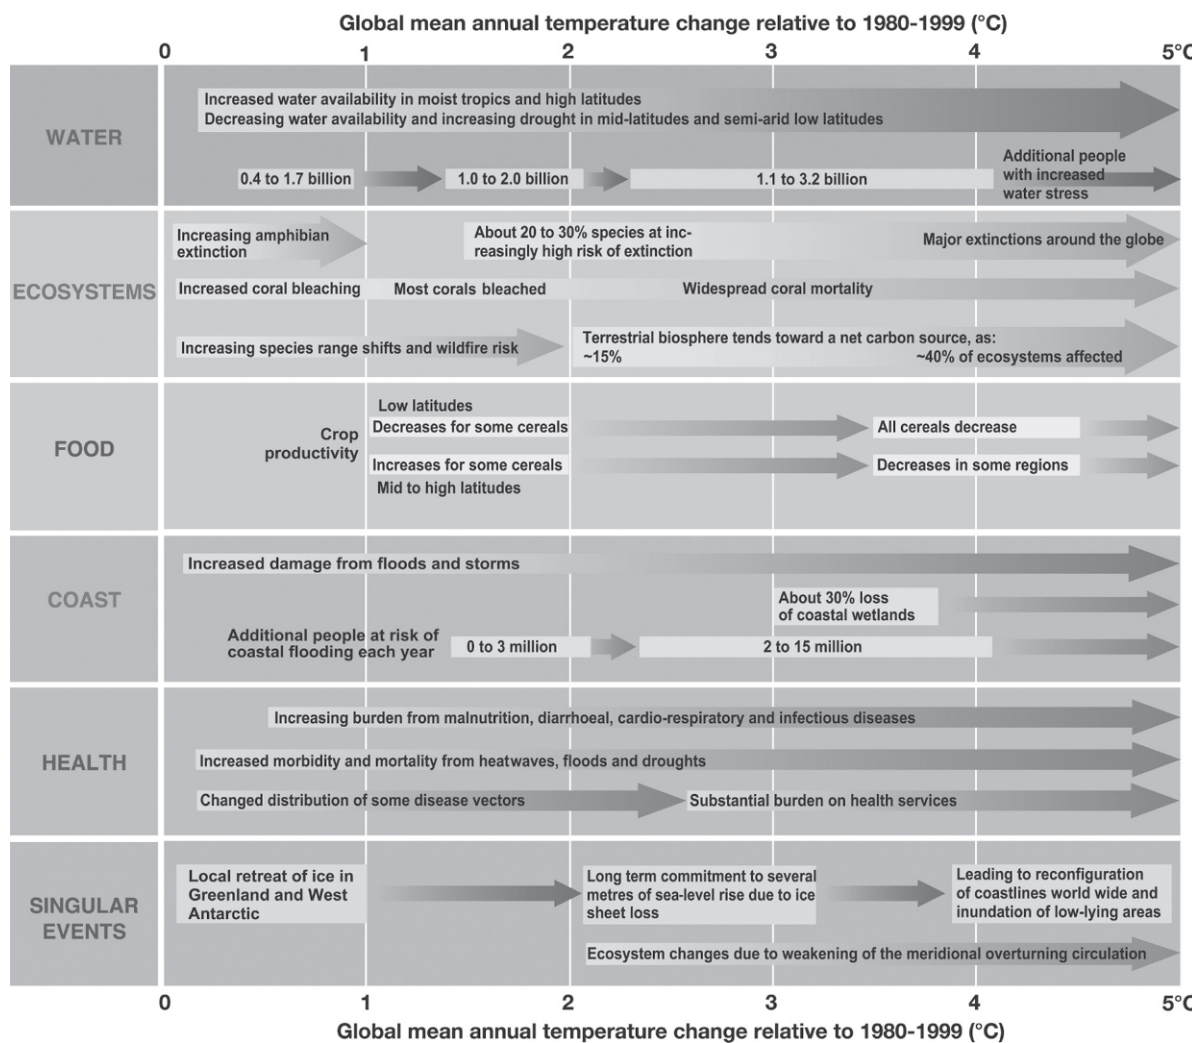 Global mean annual temperature change relative to 1980-1999 (°C)
0 1 2 3 4 5°C
WATER
Increased water availability in moist tropics and high latitudes
Decreasing water availability and increasing drought in mid-latitudes and semi-arid low latitudes
0.4 to 1.7 billion
1.0 to 2.0 billion
1.1 to 3.2 billion
Additional people
with increased
water stress
ECOSYSTEMS
Increasing amphibian
extinction
About 20 to 30% species at inc-
reasingly high risk of extinction
Major extinctions around the globe
Increased coral bleaching
Most corals bleached
Widespread coral mortality
Increasing species range shifts and wildfire risk
Terrestrial biosphere tends toward a net carbon source, as:
~15%
~40% of ecosystems affected
FOOD
Crop
productivity
Low latitudes
Decreases for some cereals
All cereals decrease
Increases for some cereals
Decreases in some regions
Mid to high latitudes
COAST
Increased damage from floods and storms
About 30% loss
of coastal wetlands
Additional people at risk of
coastal flooding each year
0 to 3 million
2 to 15 million
HEALTH
Increasing burden from malnutrition, diarrhoeal, cardio-respiratory and infectious diseases
Increased morbidity and mortality from heatwaves, floods and droughts
Changed distribution of some disease vectors
Substantial burden on health services
SINGULAR
EVENTS
Local retreat of ice in
Greenland and West
Antarctic
Long term commitment to several
metres of sea-level rise due to ice
sheet loss
Leading to reconfiguration
of coastlines world wide and
inundation of low-lying areas
Ecosystem changes due to weakening of the meridional overturning circulation
0 1 2 3 4 5°C
Global mean annual temperature change relative to 1980-1999 (°C)